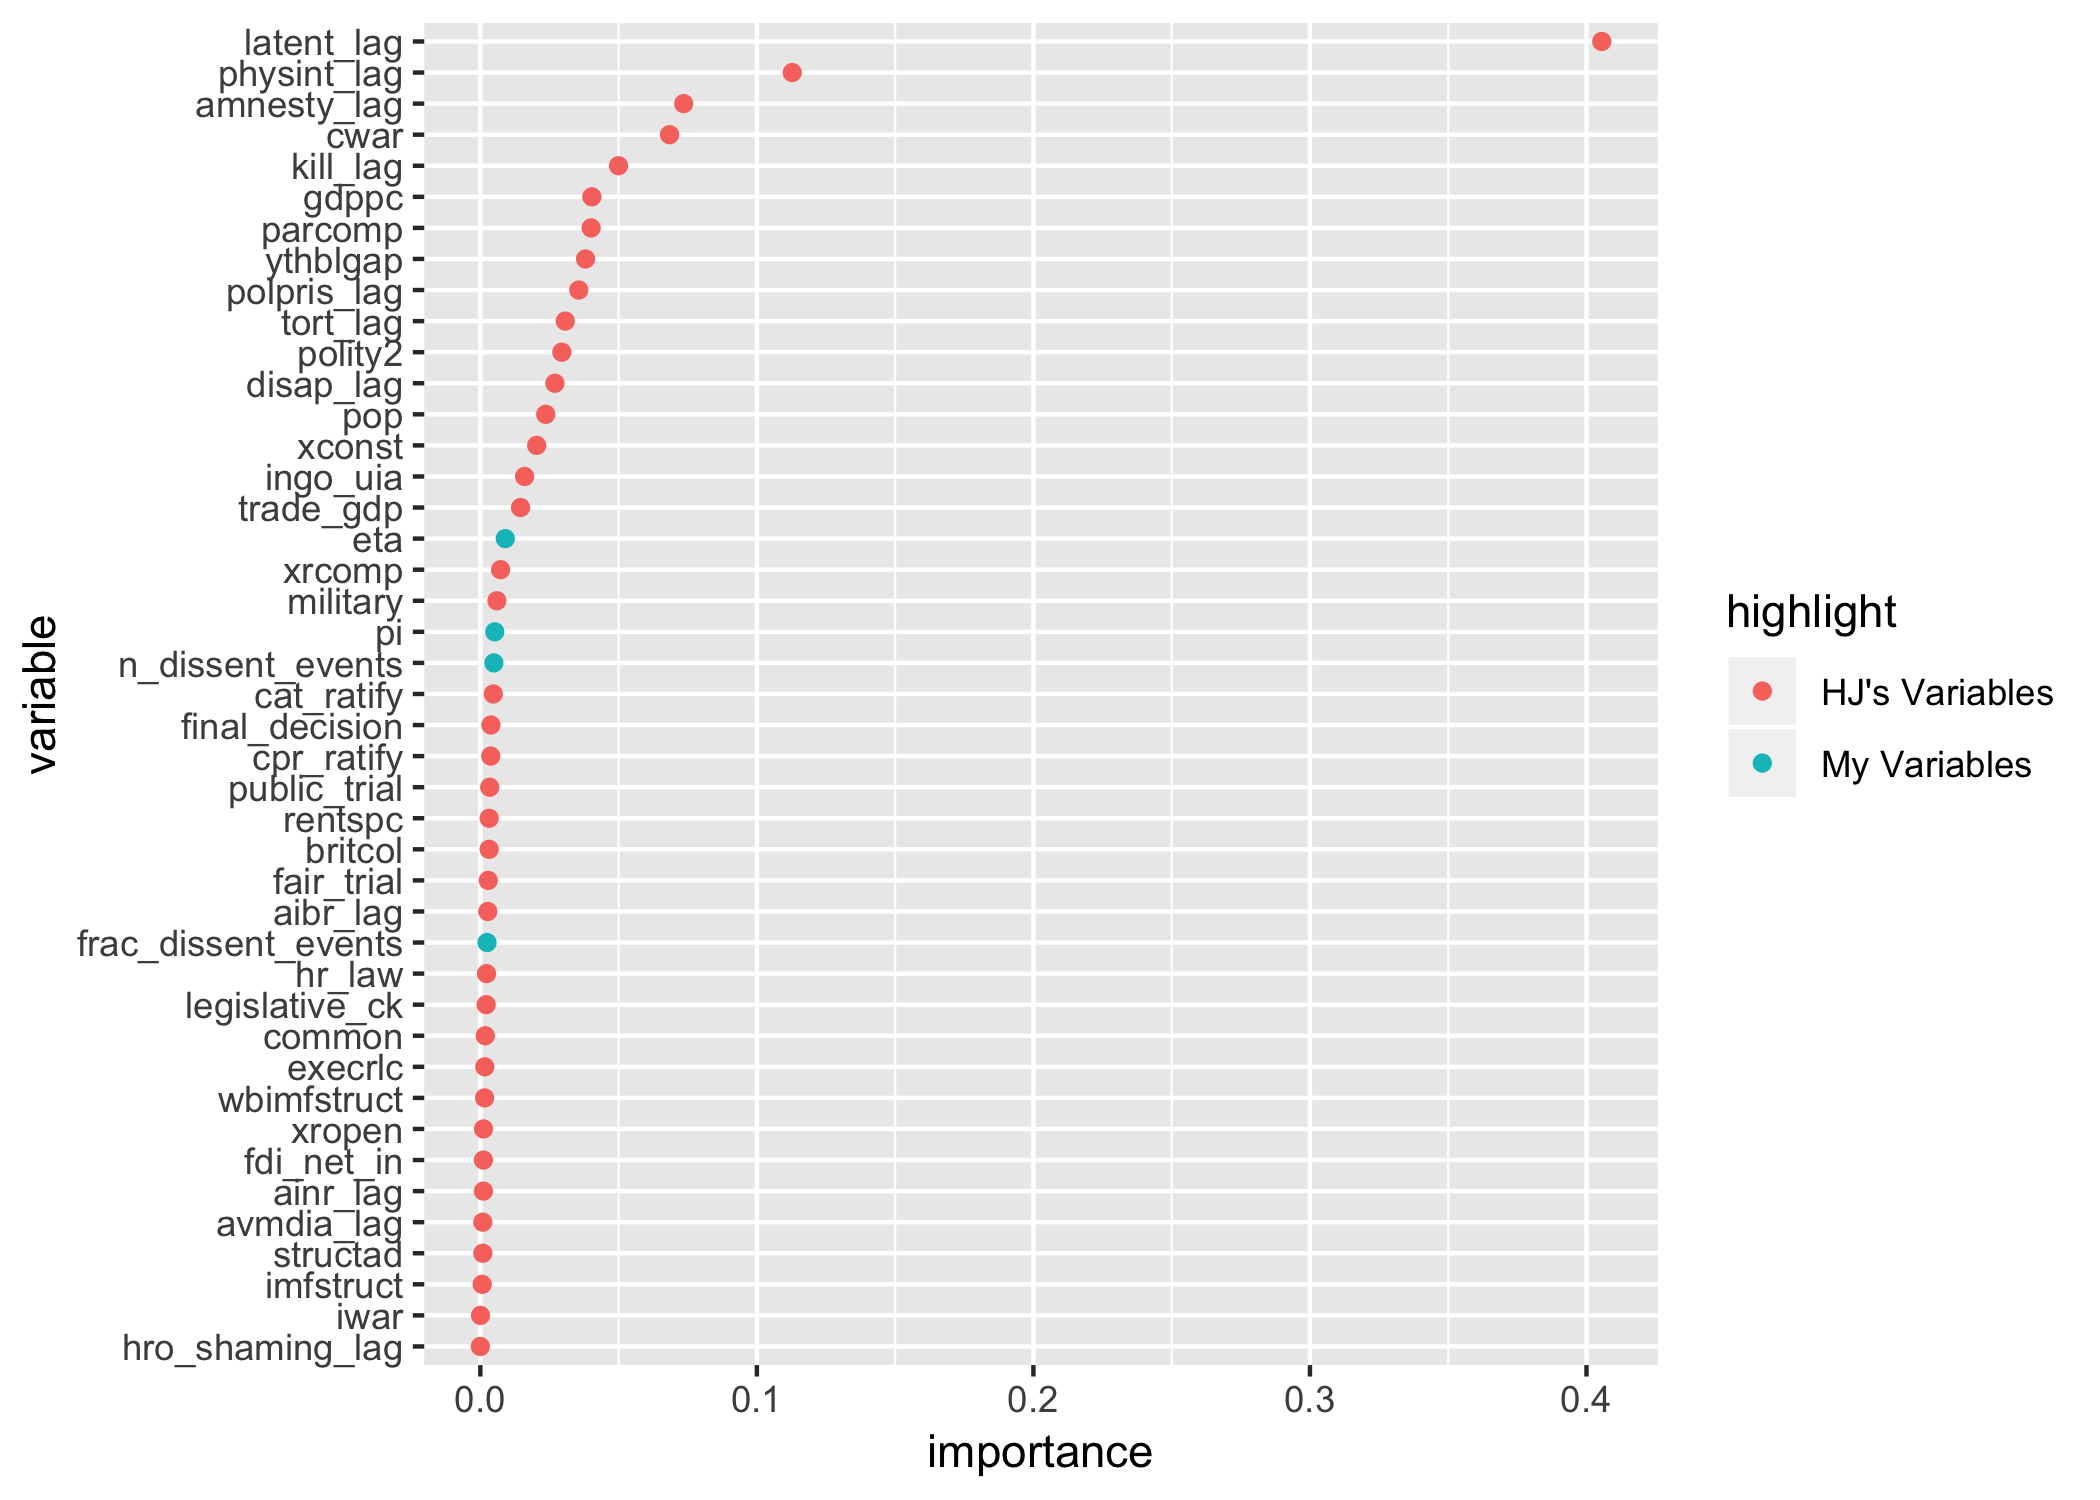 latent_lag
physint_lag
amnesty_lag
cwar
kill_lag
gdppc
parcomp
ythblgap
polpris_lag
tort_lag
polity2
disap_lag
pop
xconst
ingo_uia
trade_gdp
eta
xrcomp
military
pi
n_dissent_events
cat_ratify
final_decision
cpr_ratify
public_trial
rentspc
britcol
fair_trial
aibr_lag
frac_dissent_events
hr_law
legislative_ck
common
execrlc
wbimfstruct
xropen
fdi_net_in
ainr_lag
avmdia_lag
structad
imfstruct
iwar
hro_shaming_lag
variable
0.0 0.1 0.2 0.3 0.4
importance
highlight
HJ's Variables
My Variables